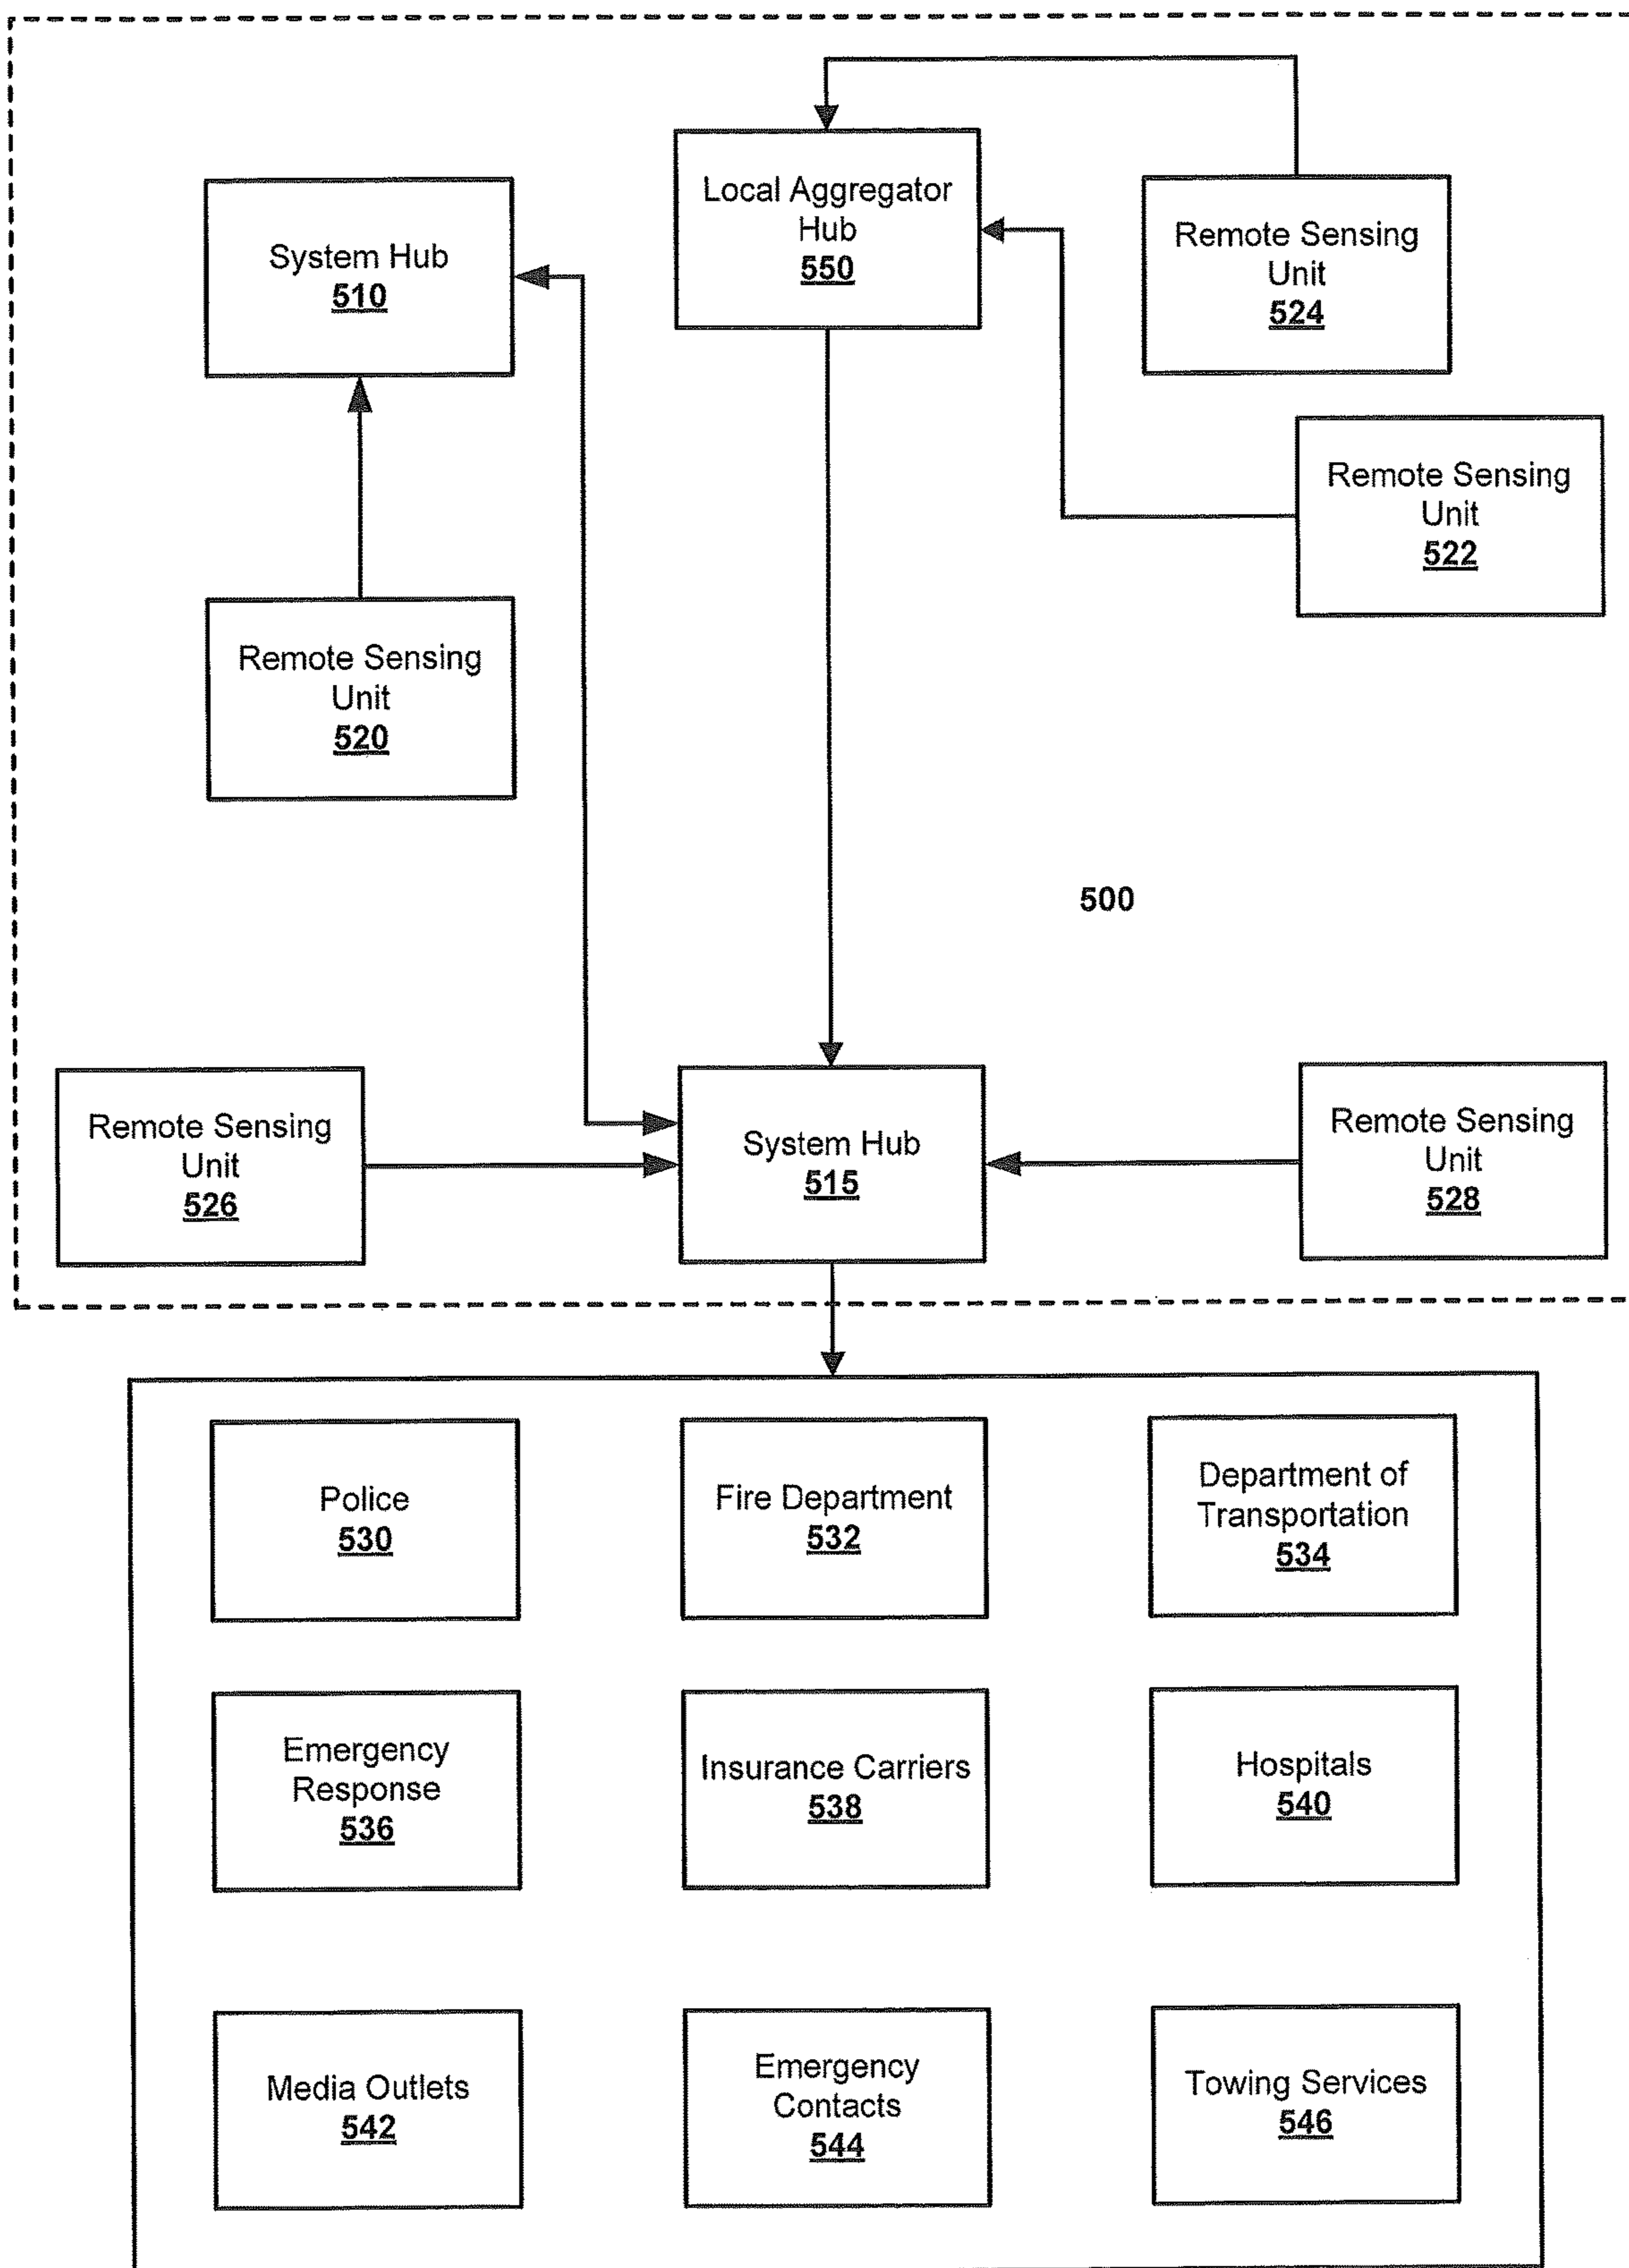 Local Aggregator
Hub
550
System Hub
510
Remote Sensing
Unit
524
Remote Sensing
Unit
522
Remote Sensing
Unit
520
500
Remote Sensing
Unit
526
System Hub
515
Remote Sensing
Unit
528
Police
530
Fire Department
532
Department of
Transportation
534
Emergency
Response
536
Insurance Carriers
538
Hospitals
540
Media Outlets
542
Emergency
Contacts
544
Towing Services
546